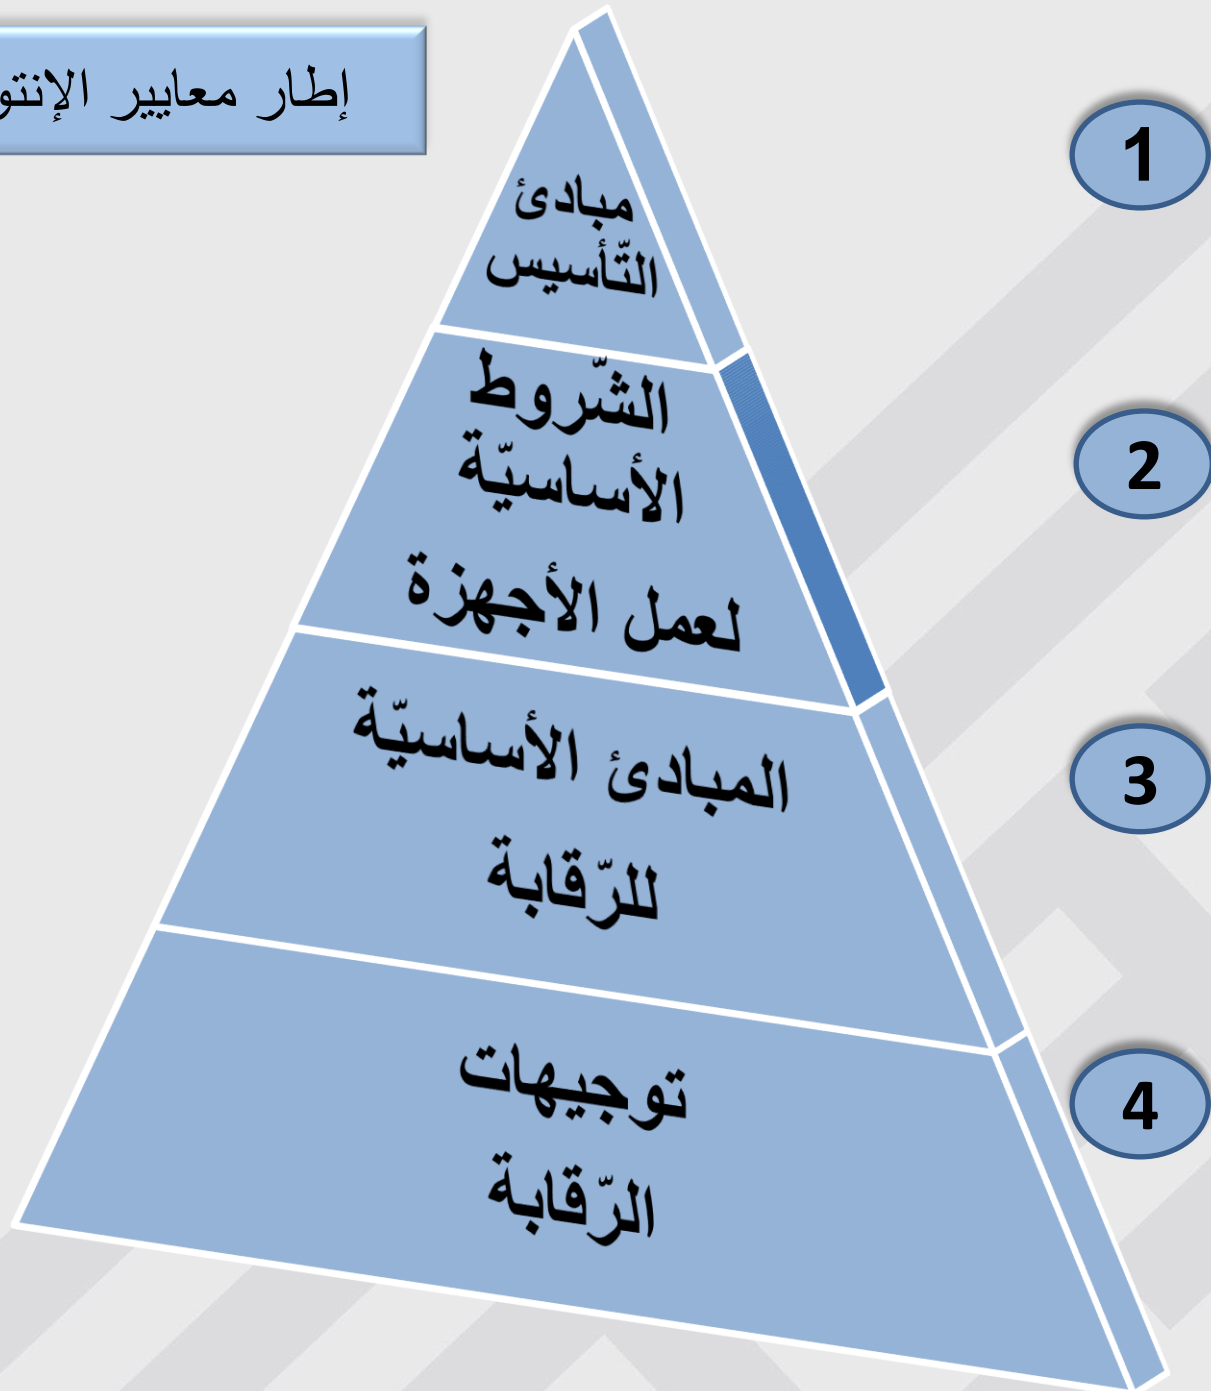 إطار معايير
1
مبادئ
التّأسيس
2
الشّروط
الأساسيّة
لعمل الأجهزة
3
المبادئ الأساسيّة
للرّقابة
4
توجيهات
الرّقابة